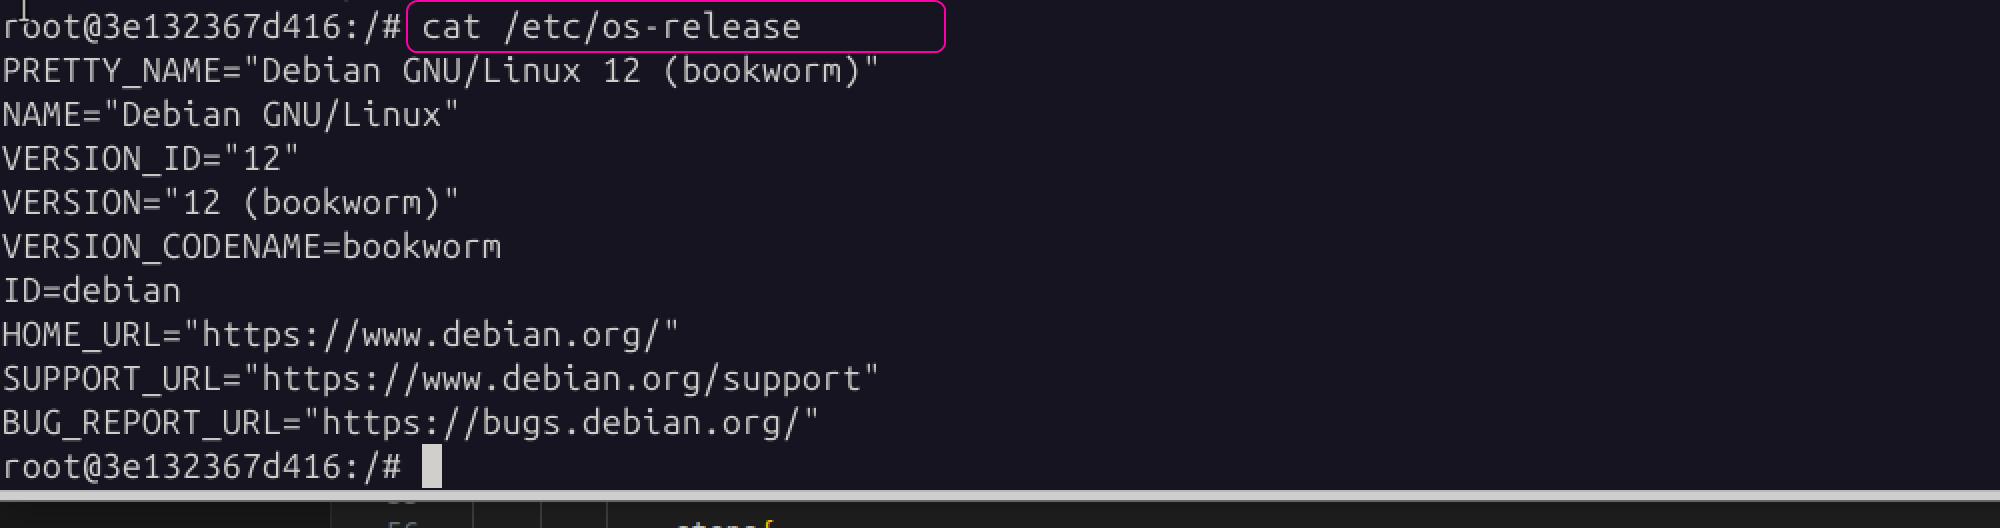 root@3e132367d416:/# cat /etc/os-release
PRETTY_NAME="Debian GNU/Linux 12 (bookworm)"
NAME="Debian GNU/Linux"
VERSION_ID="12"
VERSION="12 (bookworm)"
VERSION_CODENAME=bookworm
ID=debian
HOME_URL="https://www.debian.org/"
SUPPORT_URL="https://www.debian.org/support"
BUG_REPORT_URL="https://bugs.debian.org/"
root@3e132367d416:/#